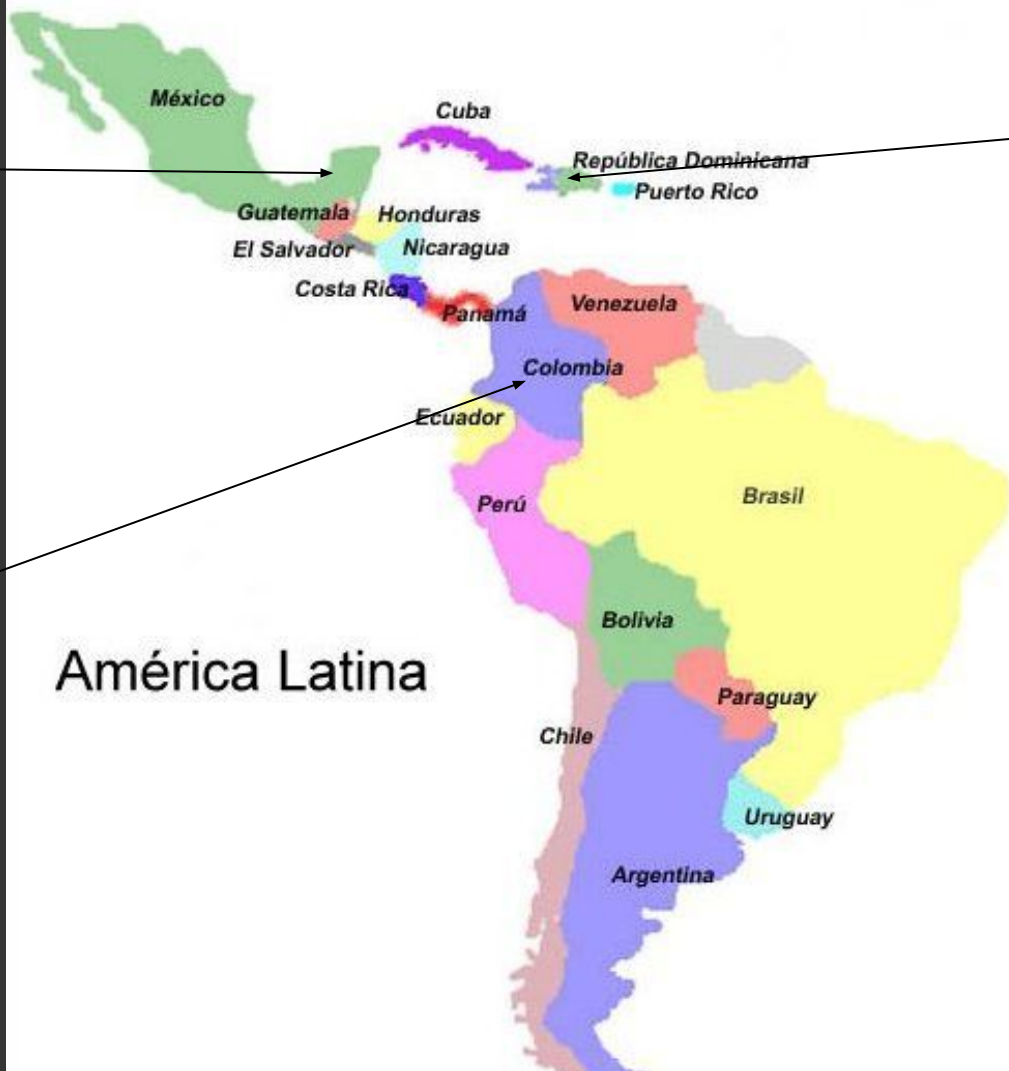 México
Cuba
República Dominicana
Puerto Rico
Guatemala
Honduras
El Salvador
Nicaragua
Costa Rica
Panamá
Venezuela
Colombia
Ecuador
Perú
Brasil
Bolivia
América Latina
Paraguay
Chile
Uruguay
Argentina